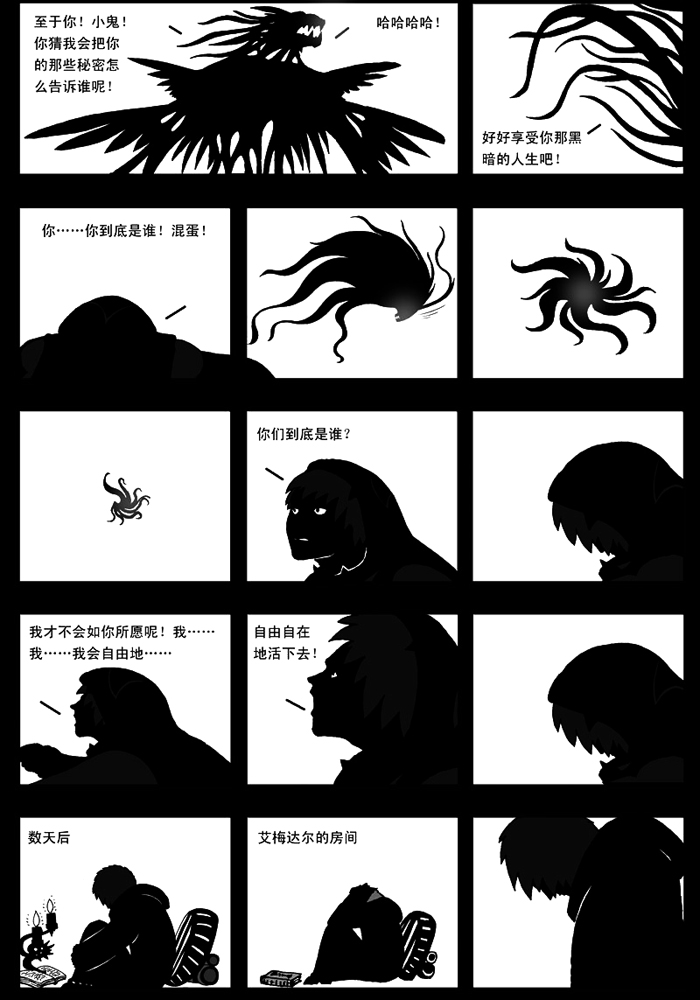 至于你！小鬼！
你猜我会把你
的那些秘密怎
么告诉谁呢！
哈哈哈哈！
好好享受你那黑
暗的人生吧！
你……你到底是谁！混蛋！
你们到底是谁？
我才不会如你所愿呢！我……
我……我会自由地……
自由自在
地活下去！
数天后
艾梅达尔的房间